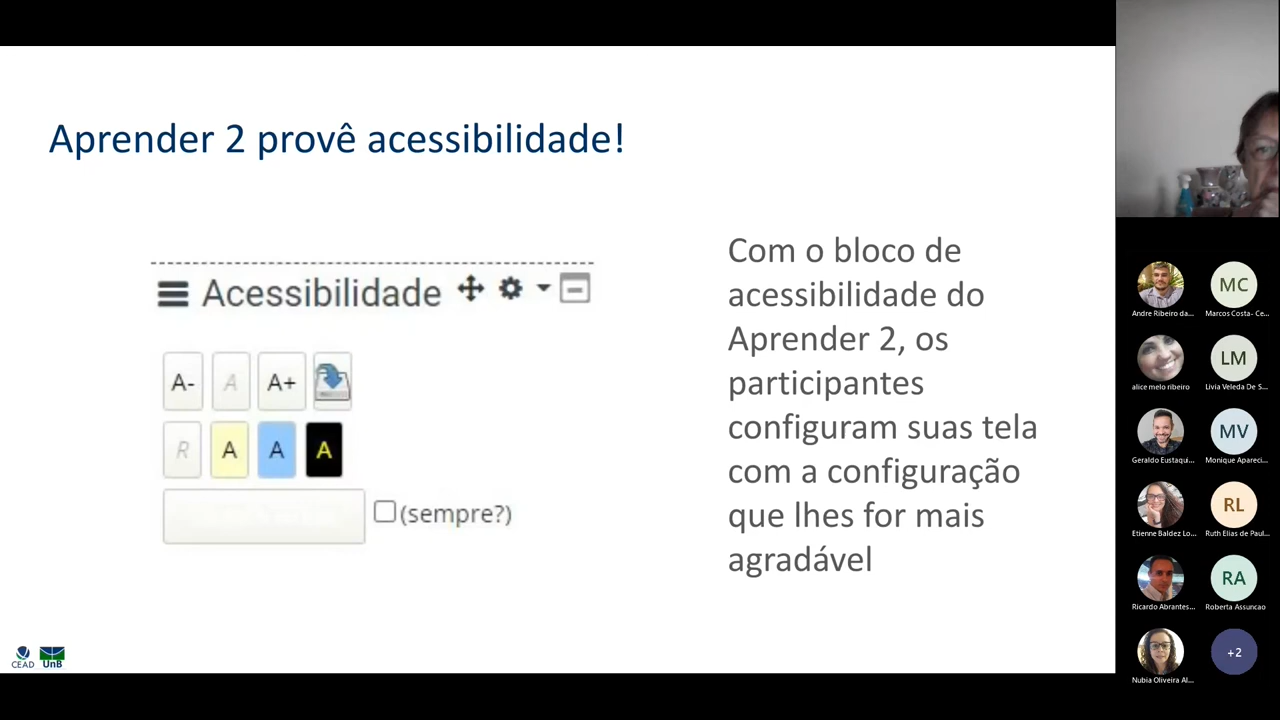 Aprender 2 provê acessibilidade!
Acessibilidade
A- A A+
R A A A
(sempre?)
Com o bloco de
acessibilidade do
Aprender 2, os
participantes
configuram suas tela
com a configuração
que lhes for mais
agradável
CEAD UnB
MC
Andre Ribeiro da... Marcos Costa- Ce...
LM
alice melo ribeiro Livia Veleda De S...
MV
Geraldo Eustaqui... Monique Apareci...
RL
Etienne Baldez Lo... Ruth Elias de Paul...
RA
Ricardo Abrantes... Roberta Assuncao
+2
Nubia Oliveira Al...